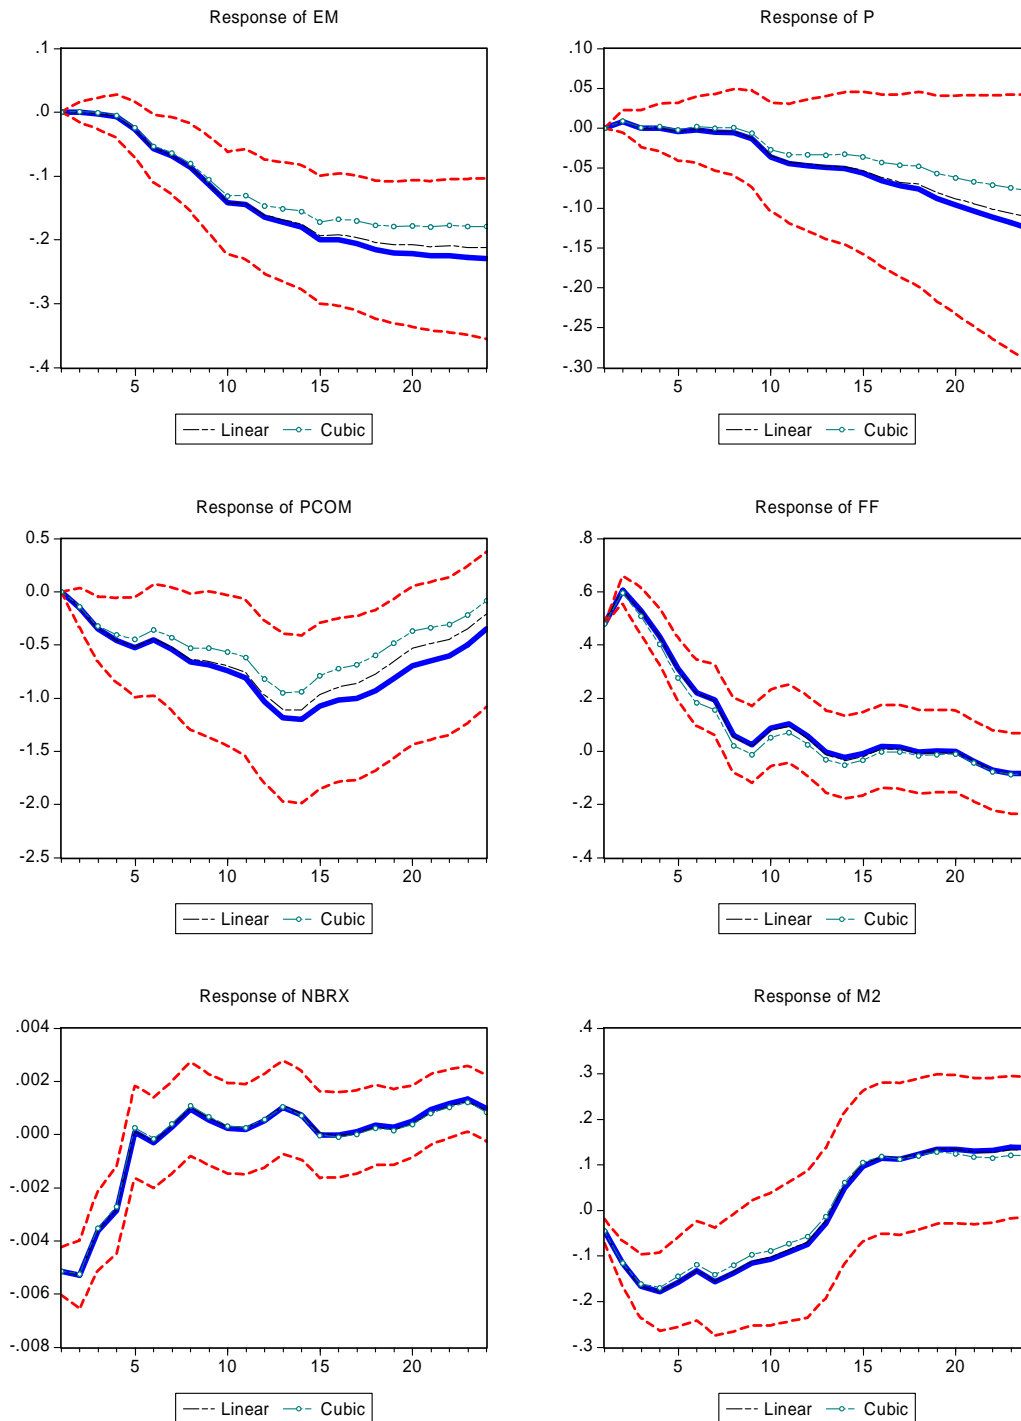 Response of EM
.1
.0
-.1
-.2
-.3
-.4
5 10 15 20
Linear Cubic
Response of P
.10
.05
.00
-.05
-.10
-.15
-.20
-.25
-.30
5 10 15 20
Linear Cubic
Response of PCOM
0.5
0.0
-0.5
-1.0
-1.5
-2.0
-2.5
5 10 15 20
Linear Cubic
Response of FF
.8
.6
.4
.2
.0
-.2
-.4
5 10 15 20
Linear Cubic
Response of NBRX
.004
.002
.000
-.002
-.004
-.006
-.008
5 10 15 20
Linear Cubic
Response of M2
.4
.3
.2
.1
.0
-.1
-.2
-.3
5 10 15 20
Linear Cubic